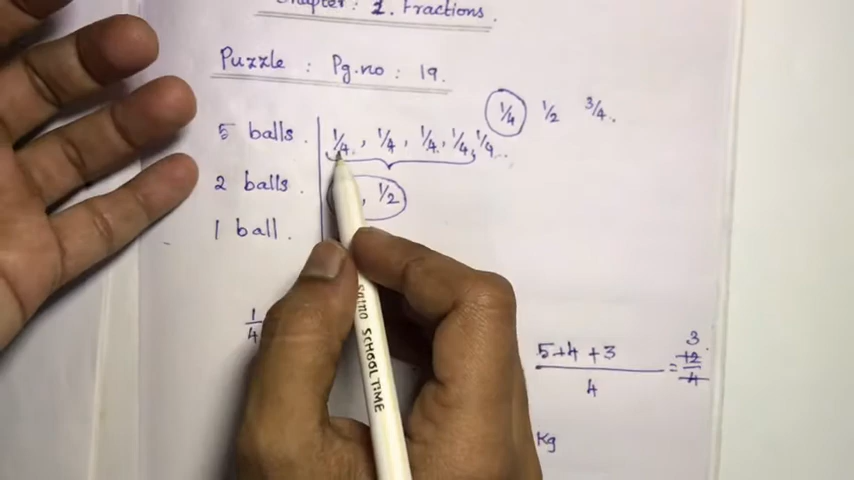 Chapter : 2. Fractions.
Puzzle : Pg.no : 19.
1/4 1/2 3/4.
5 balls. 1/4, 1/4, 1/4, 1/4, 1/4..
2 balls. , 1/2
1 ball.
1/4
5+4+3/4 = 3 12/4
Kg
SCHOOLTIME